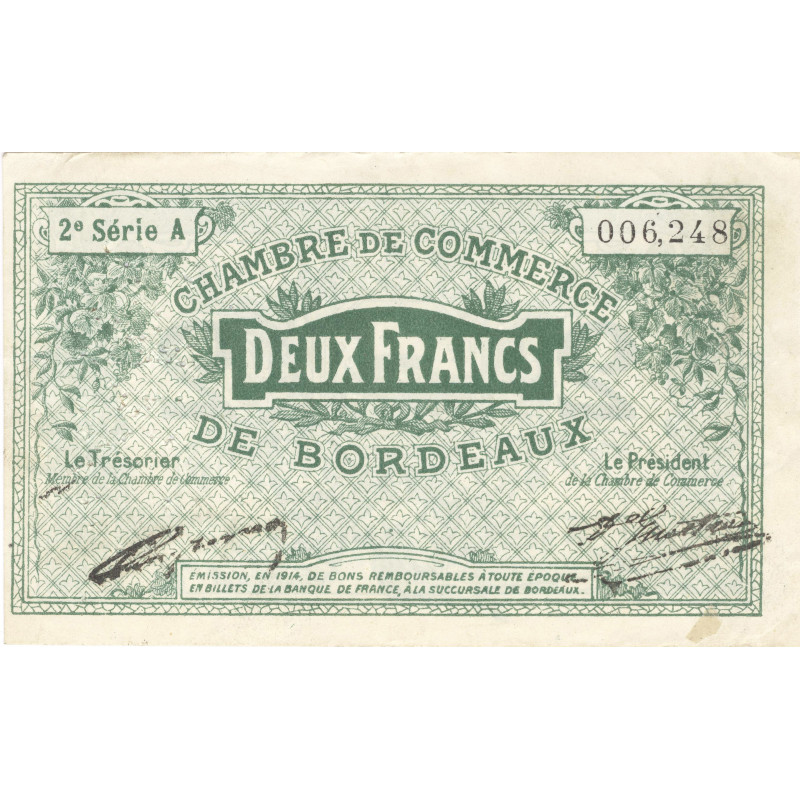 2e Série A
006,248
CHAMBRE DE COMMERCE
DEUX FRANCS
DE BORDEAUX
Le Trésorier
Membre de la Chambre de Commerce
Le Président
de la Chambre de Commerce
ÉMISSION, EN 1914, DE BONS REMBOURSABLES À TOUTE ÉPOQUE
EN BILLETS DE LA BANQUE DE FRANCE, À LA SUCCURSALE DE BORDEAUX.